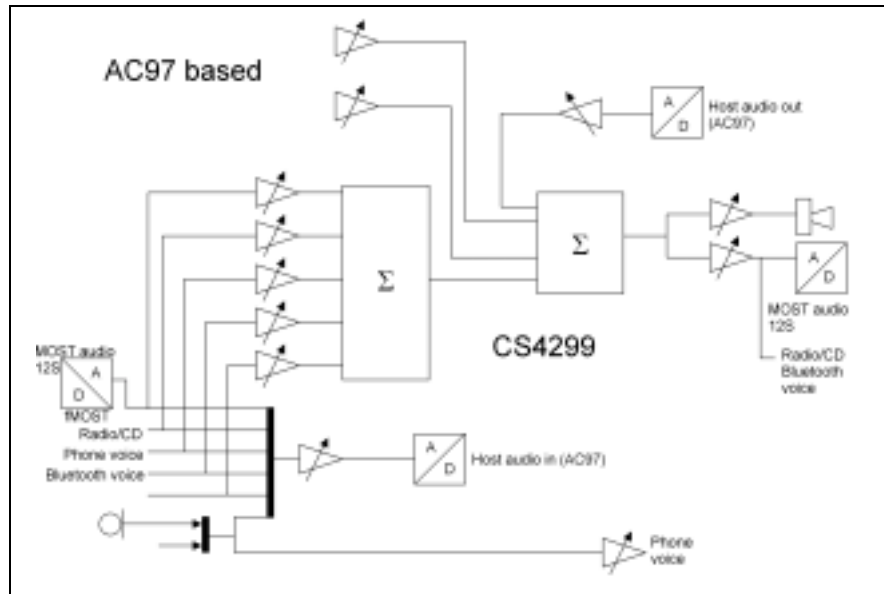 AC97 based
A
D
Host audio out
(AC97)
Σ
Σ
A
D
MOST audio
12S
CS4299
Radio/CD
Bluetooth
voice
MOST audio
12S
A
D
fMOST
Radio/CD
Phone voice
Bluetooth voice
A
D
Host audio in (AC97)
Phone
voice